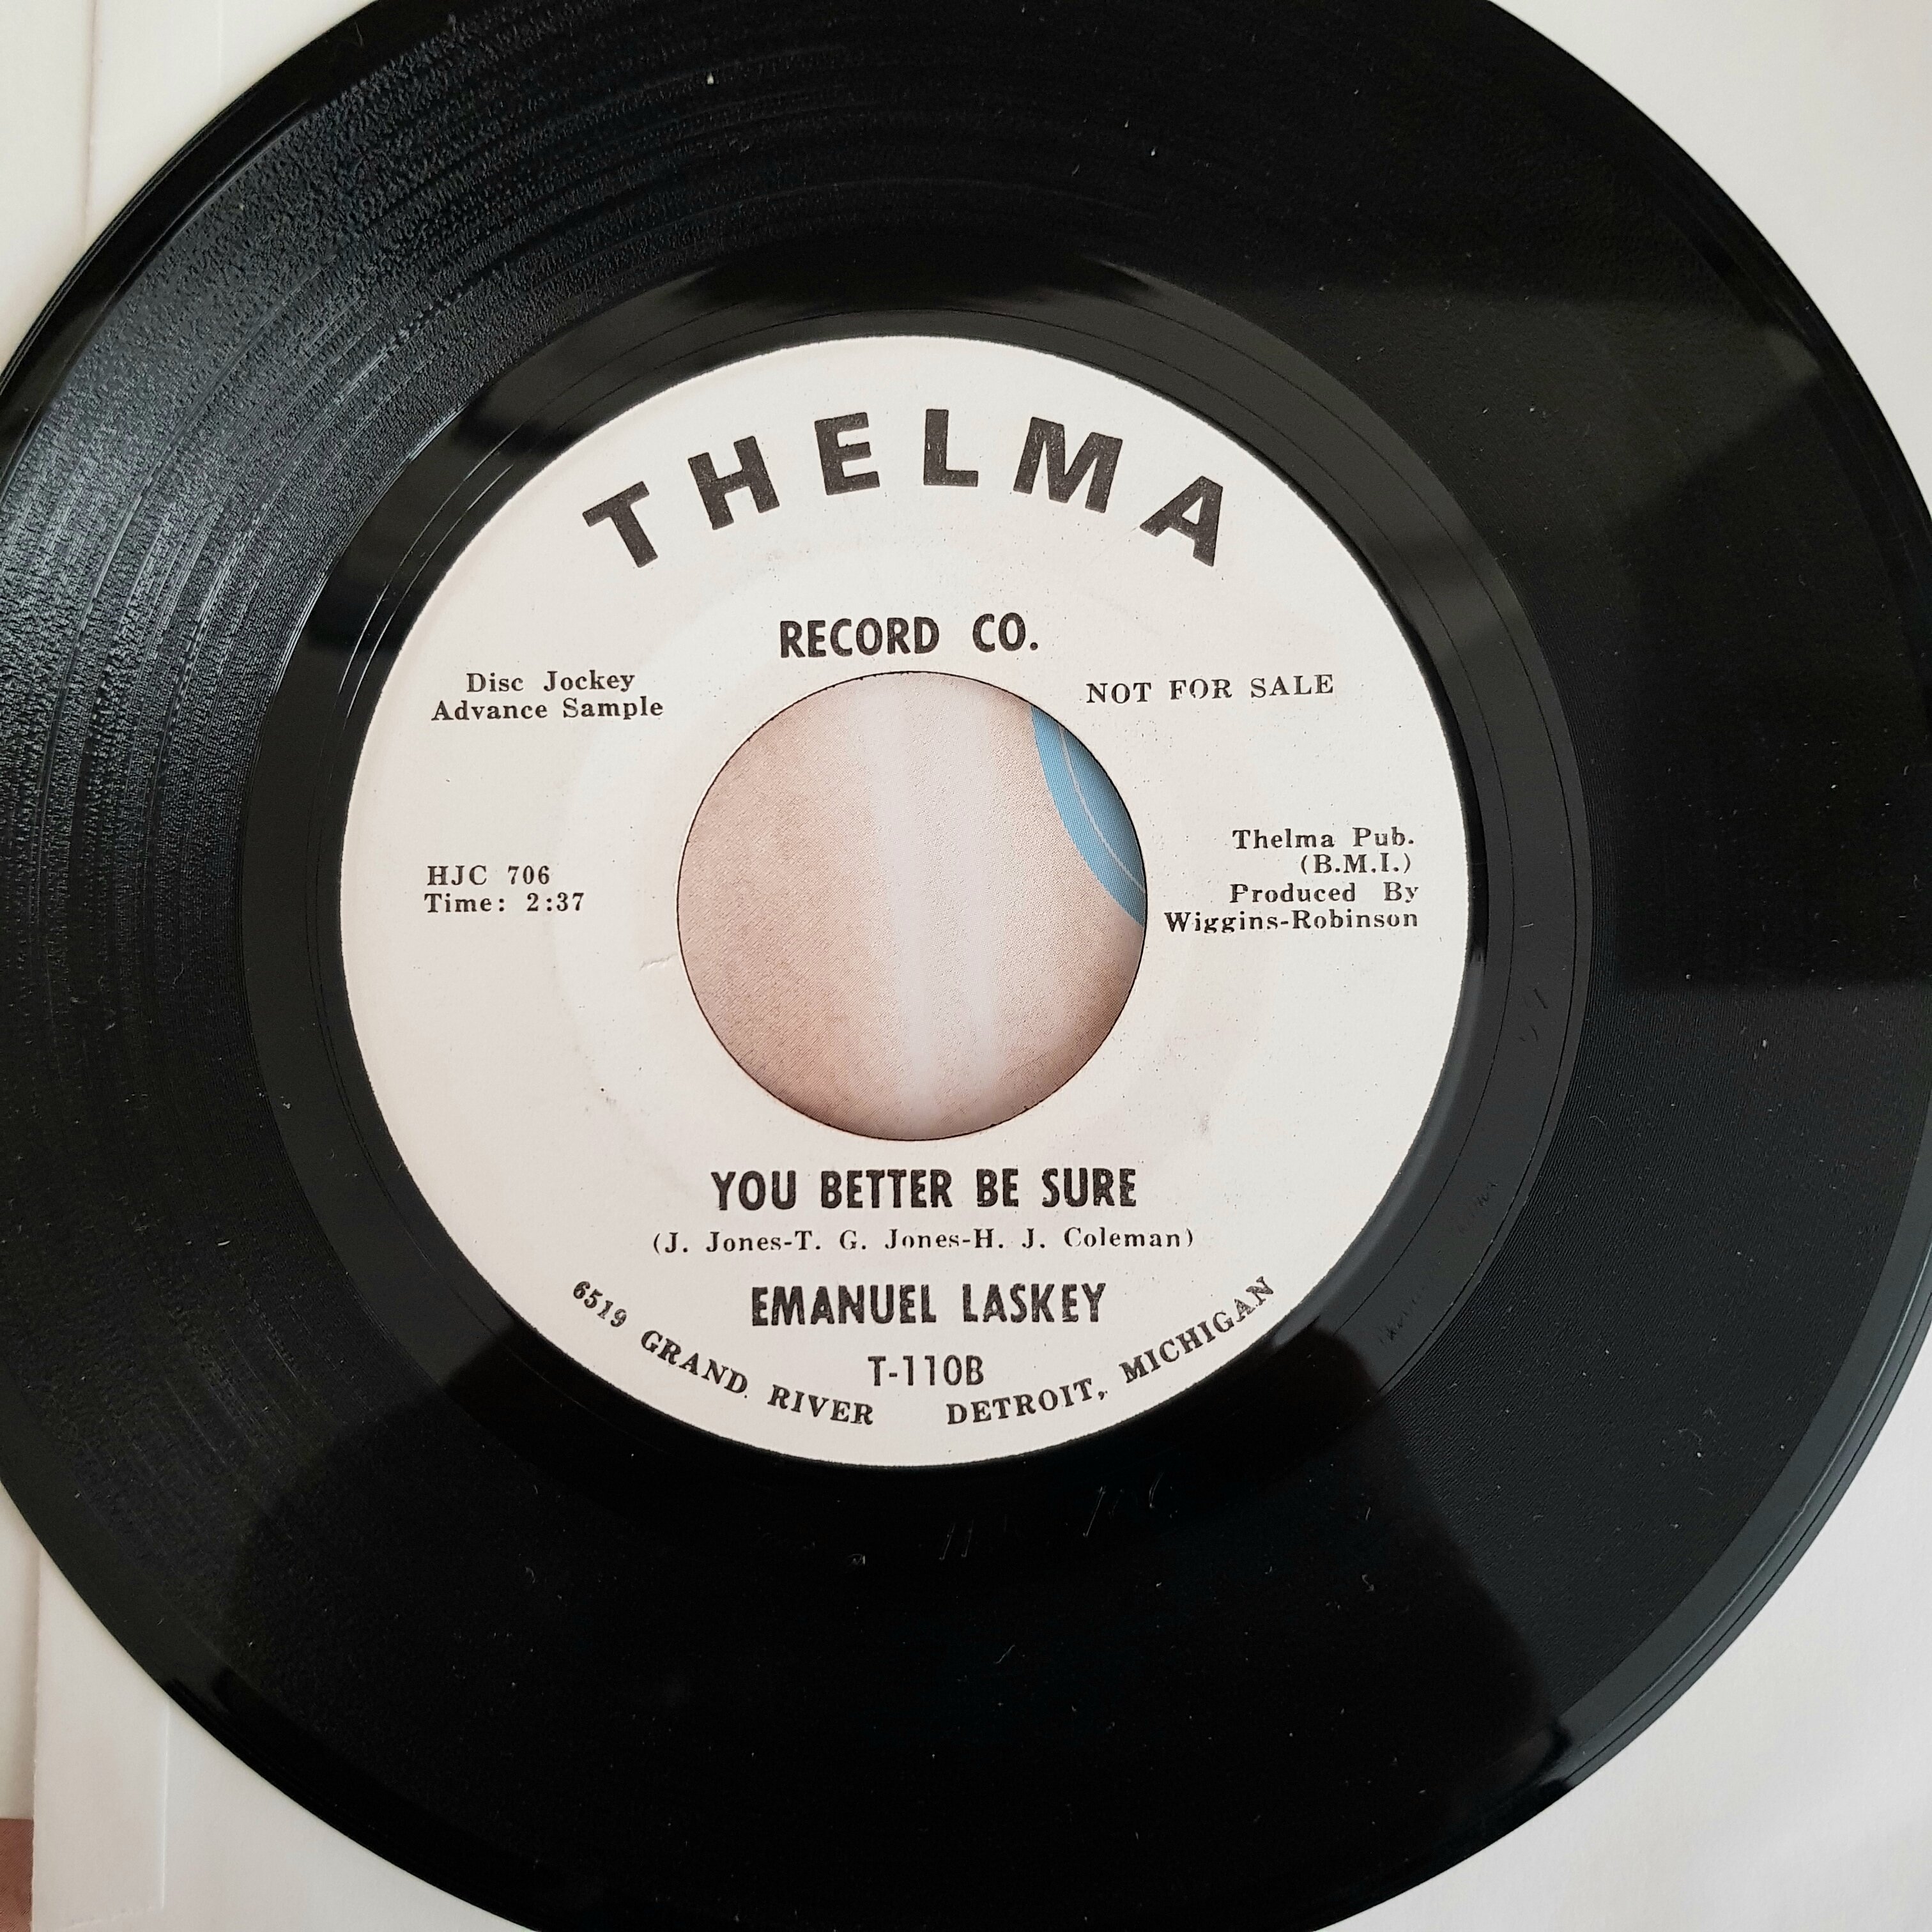 THELMA
RECORD CO.
Disc Jockey
Advance Sample
NOT FOR SALE
HJC 706
Time: 2:37
Thelma Pub.
(B.M.I.)
Produced By
Wiggins-Robinson
YOU BETTER BE SURE
(J. Jones-T. G. Jones-H. J. Coleman)
EMANUEL LASKEY
T-110B
6519 GRAND RIVER DETROIT, MICHIGAN